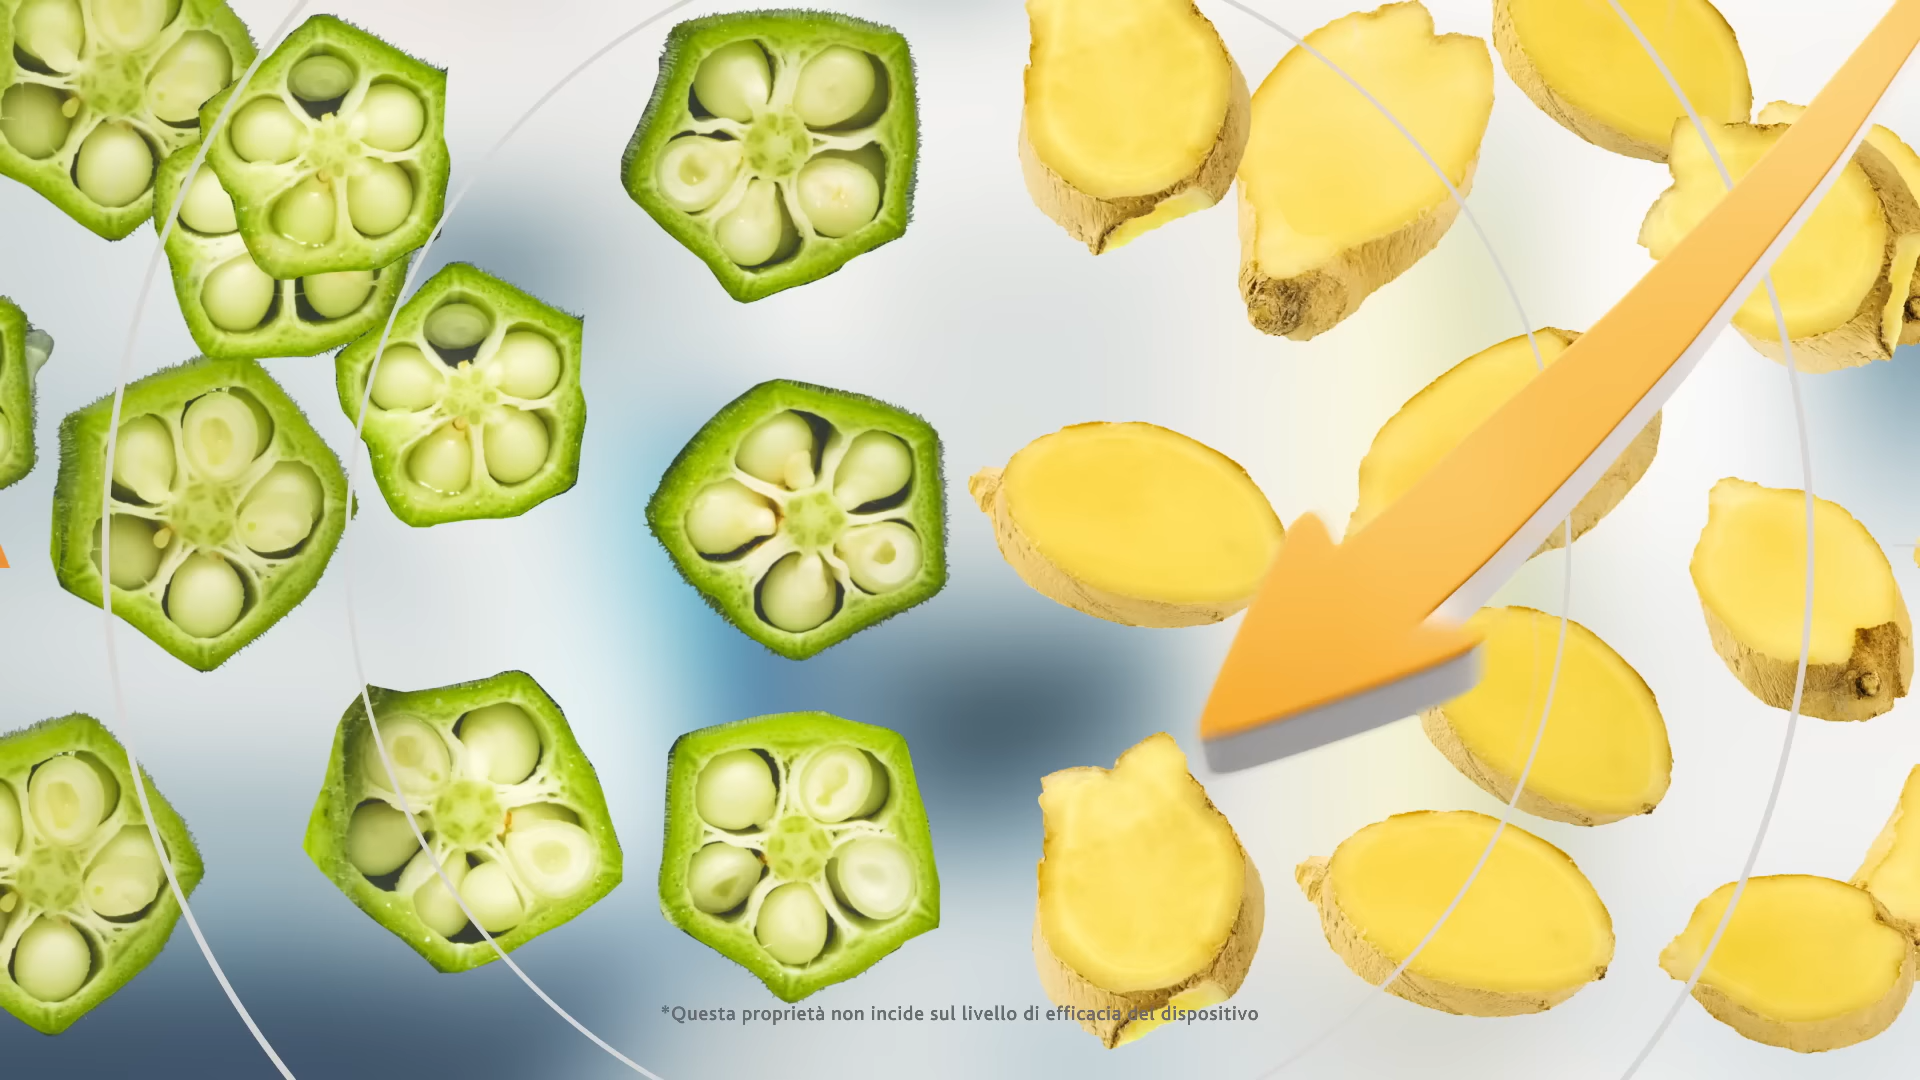 *Questa proprietà non incide sul livello di efficacia del dispositivo